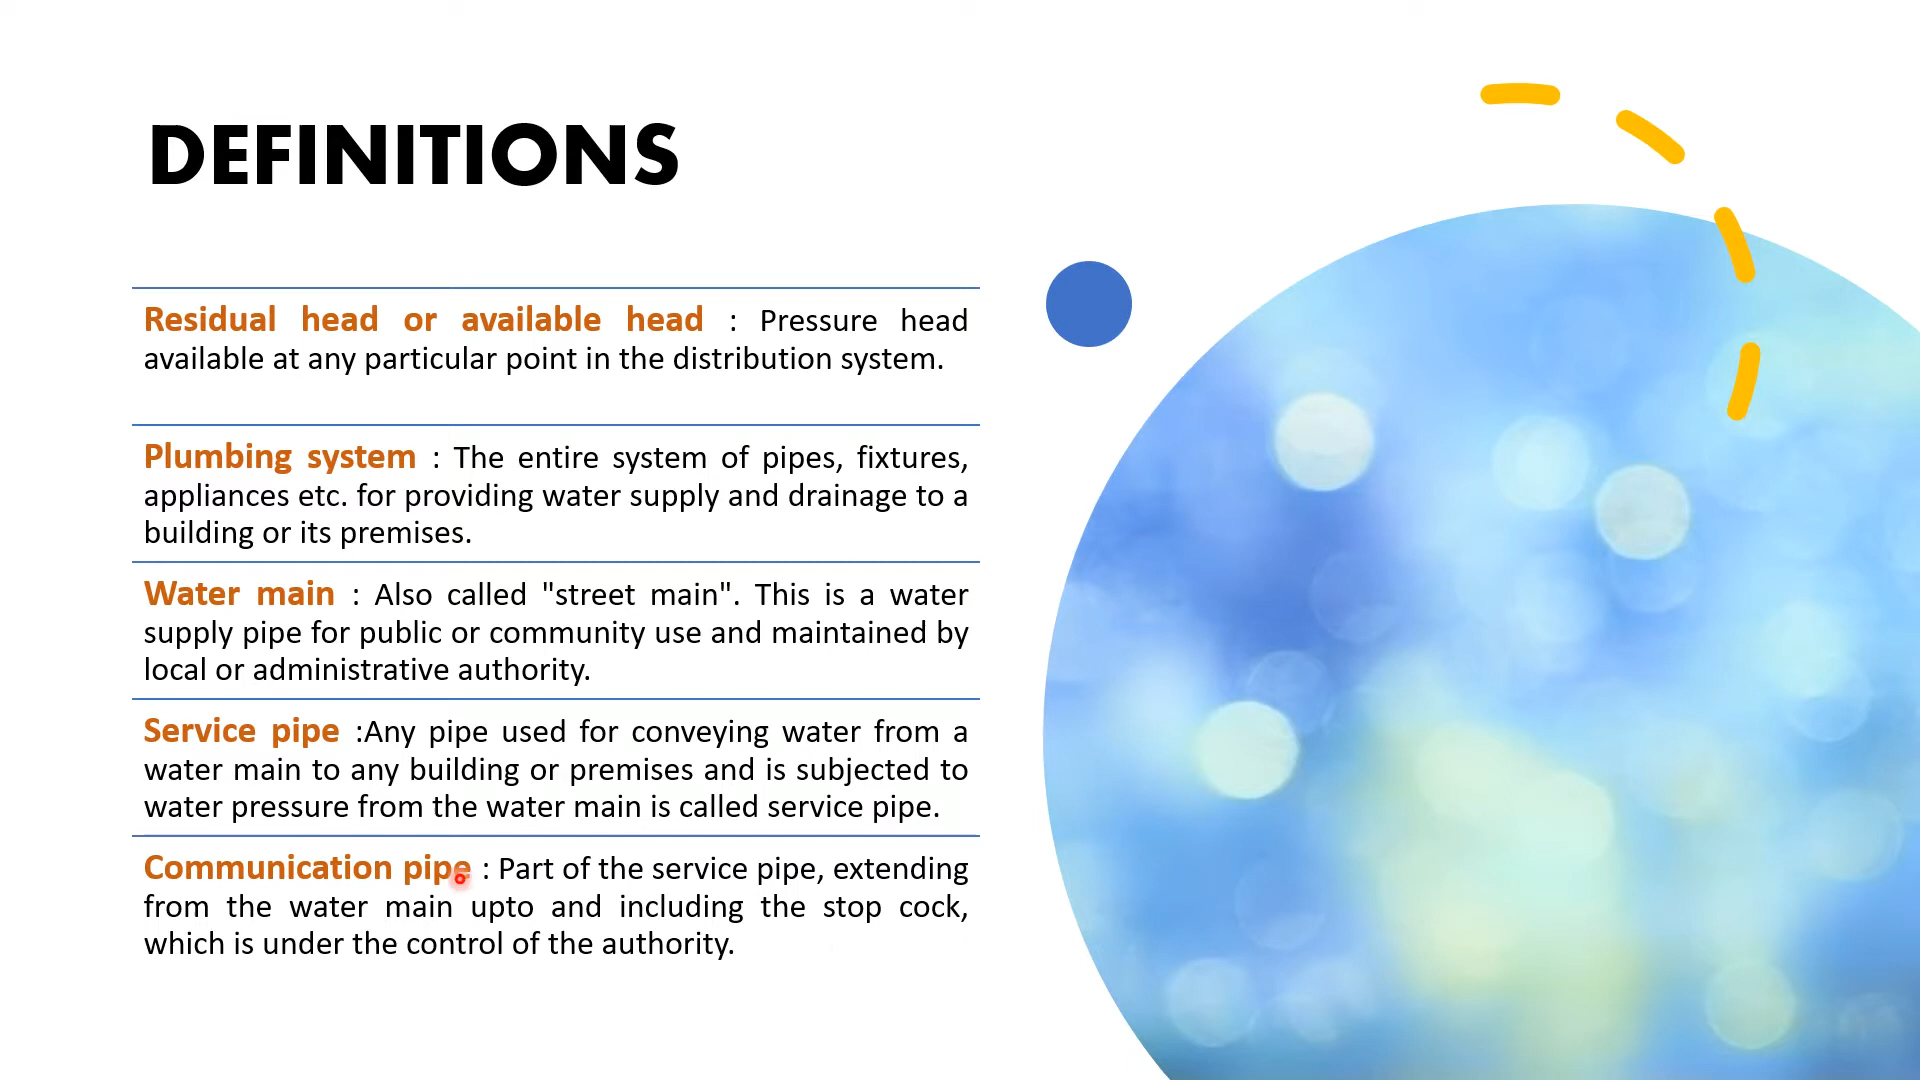 DEFINITIONS
Residual head or available head : Pressure head
available at any particular point in the distribution system.
Plumbing system : The entire system of pipes, fixtures,
appliances etc. for providing water supply and drainage to a
building or its premises.
Water main : Also called "street main". This is a water
supply pipe for public or community use and maintained by
local or administrative authority.
Service pipe :Any pipe used for conveying water from a
water main to any building or premises and is subjected to
water pressure from the water main is called service pipe.
Communication pipe : Part of the service pipe, extending
from the water main upto and including the stop cock,
which is under the control of the authority.